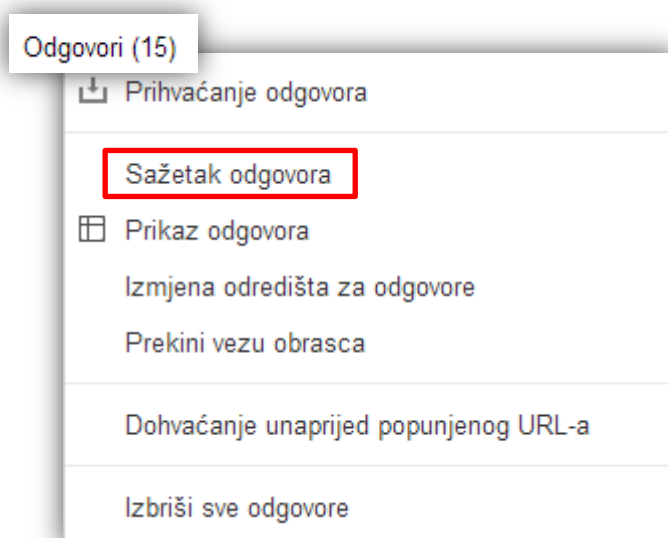 Odgovori (15)
Prihvaćanje odgovora
Sažetak odgovora
Prikaz odgovora
Izmjena odredišta za odgovore
Prekini vezu obrasca
Dohvaćanje unaprijed popunjenog URL-a
Izbriši sve odgovore